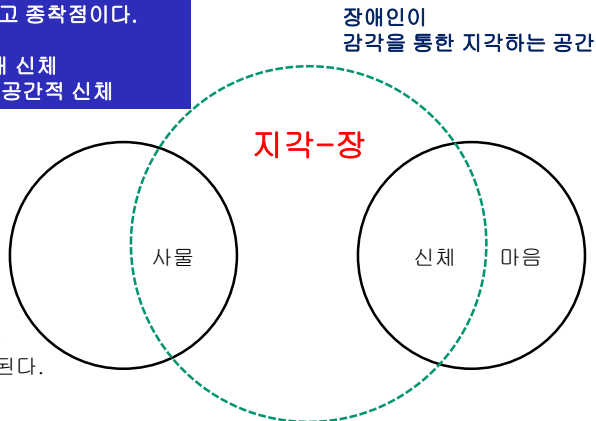 고 종착점이다.
신체
공간적 신체
장애인이
감각을 통한 지각하는 공간
지각-장
사물
신체
마음
된다.